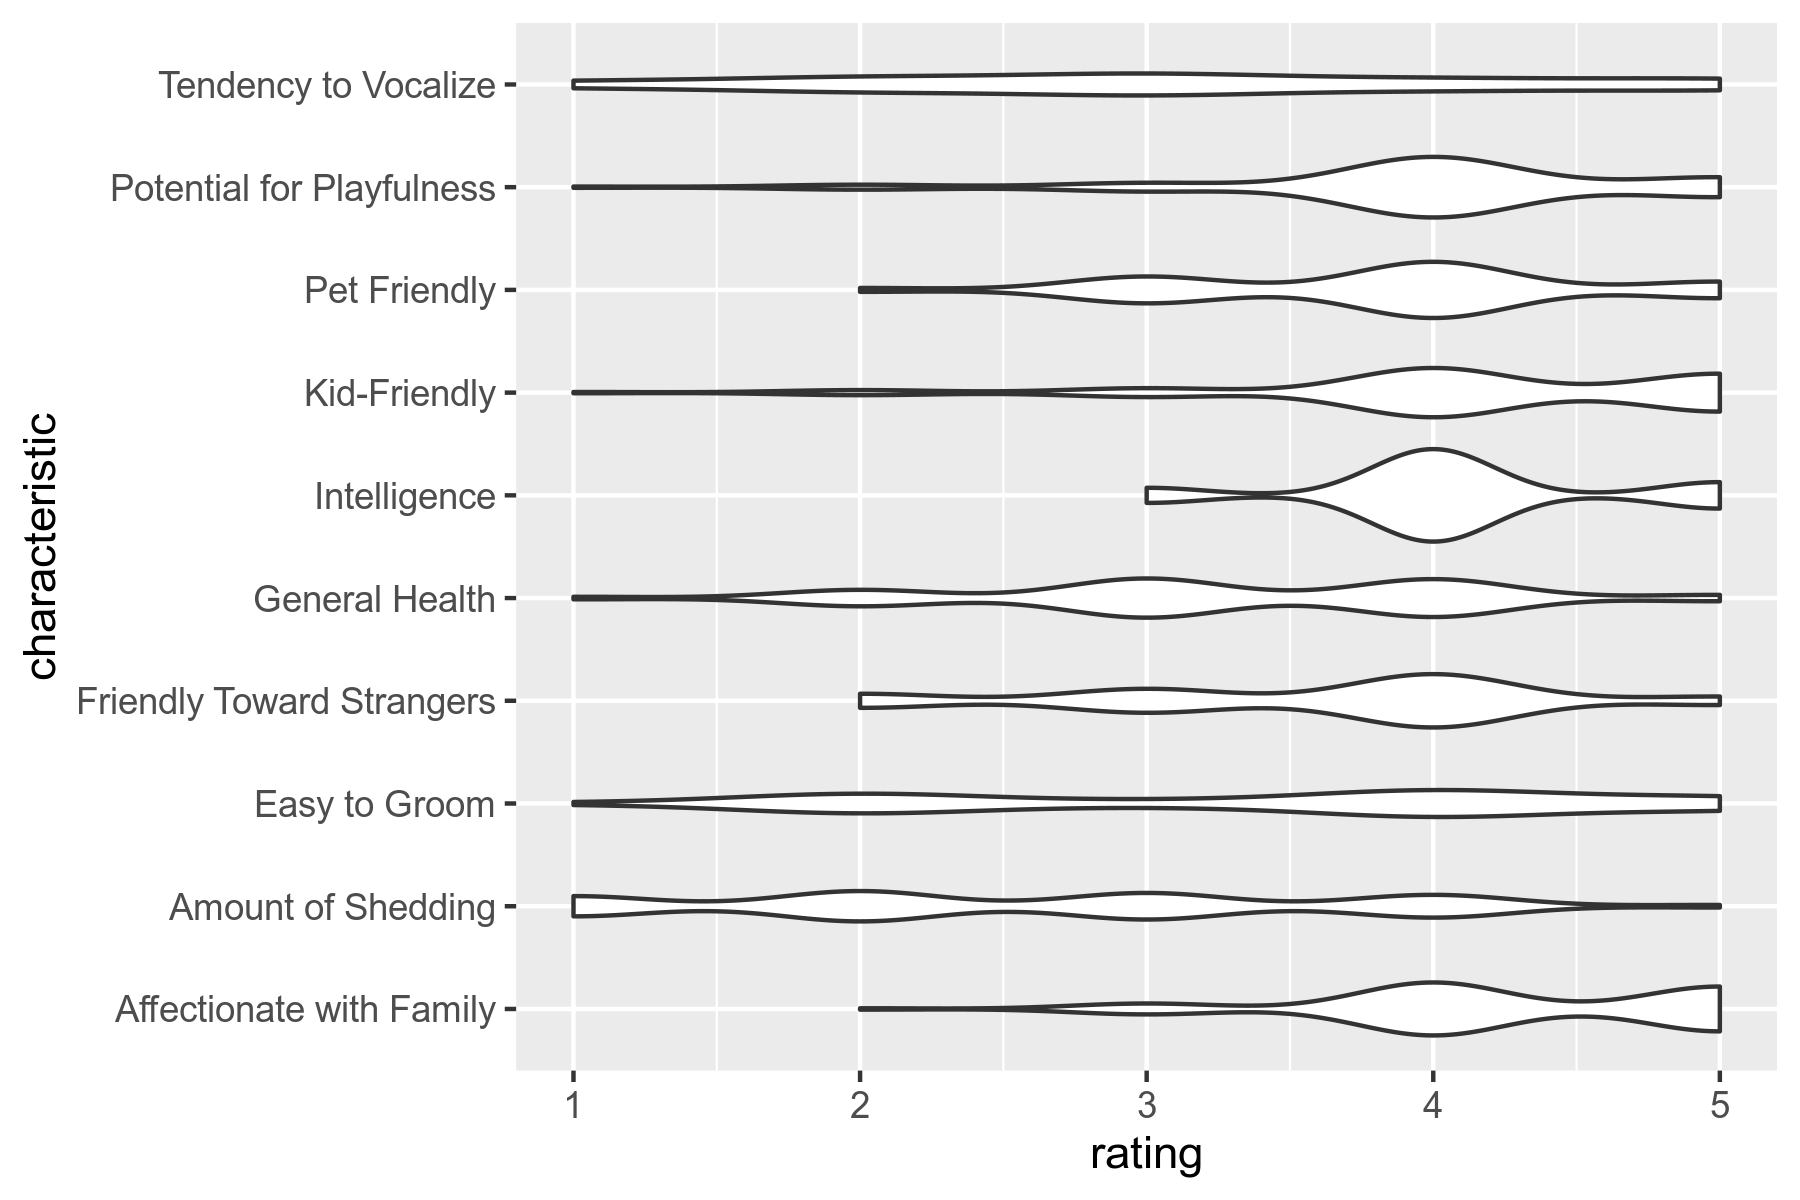 characteristic
Tendency to Vocalize
Potential for Playfulness
Pet Friendly
Kid-Friendly
Intelligence
General Health
Friendly Toward Strangers
Easy to Groom
Amount of Shedding
Affectionate with Family
1 2 3 4 5
rating